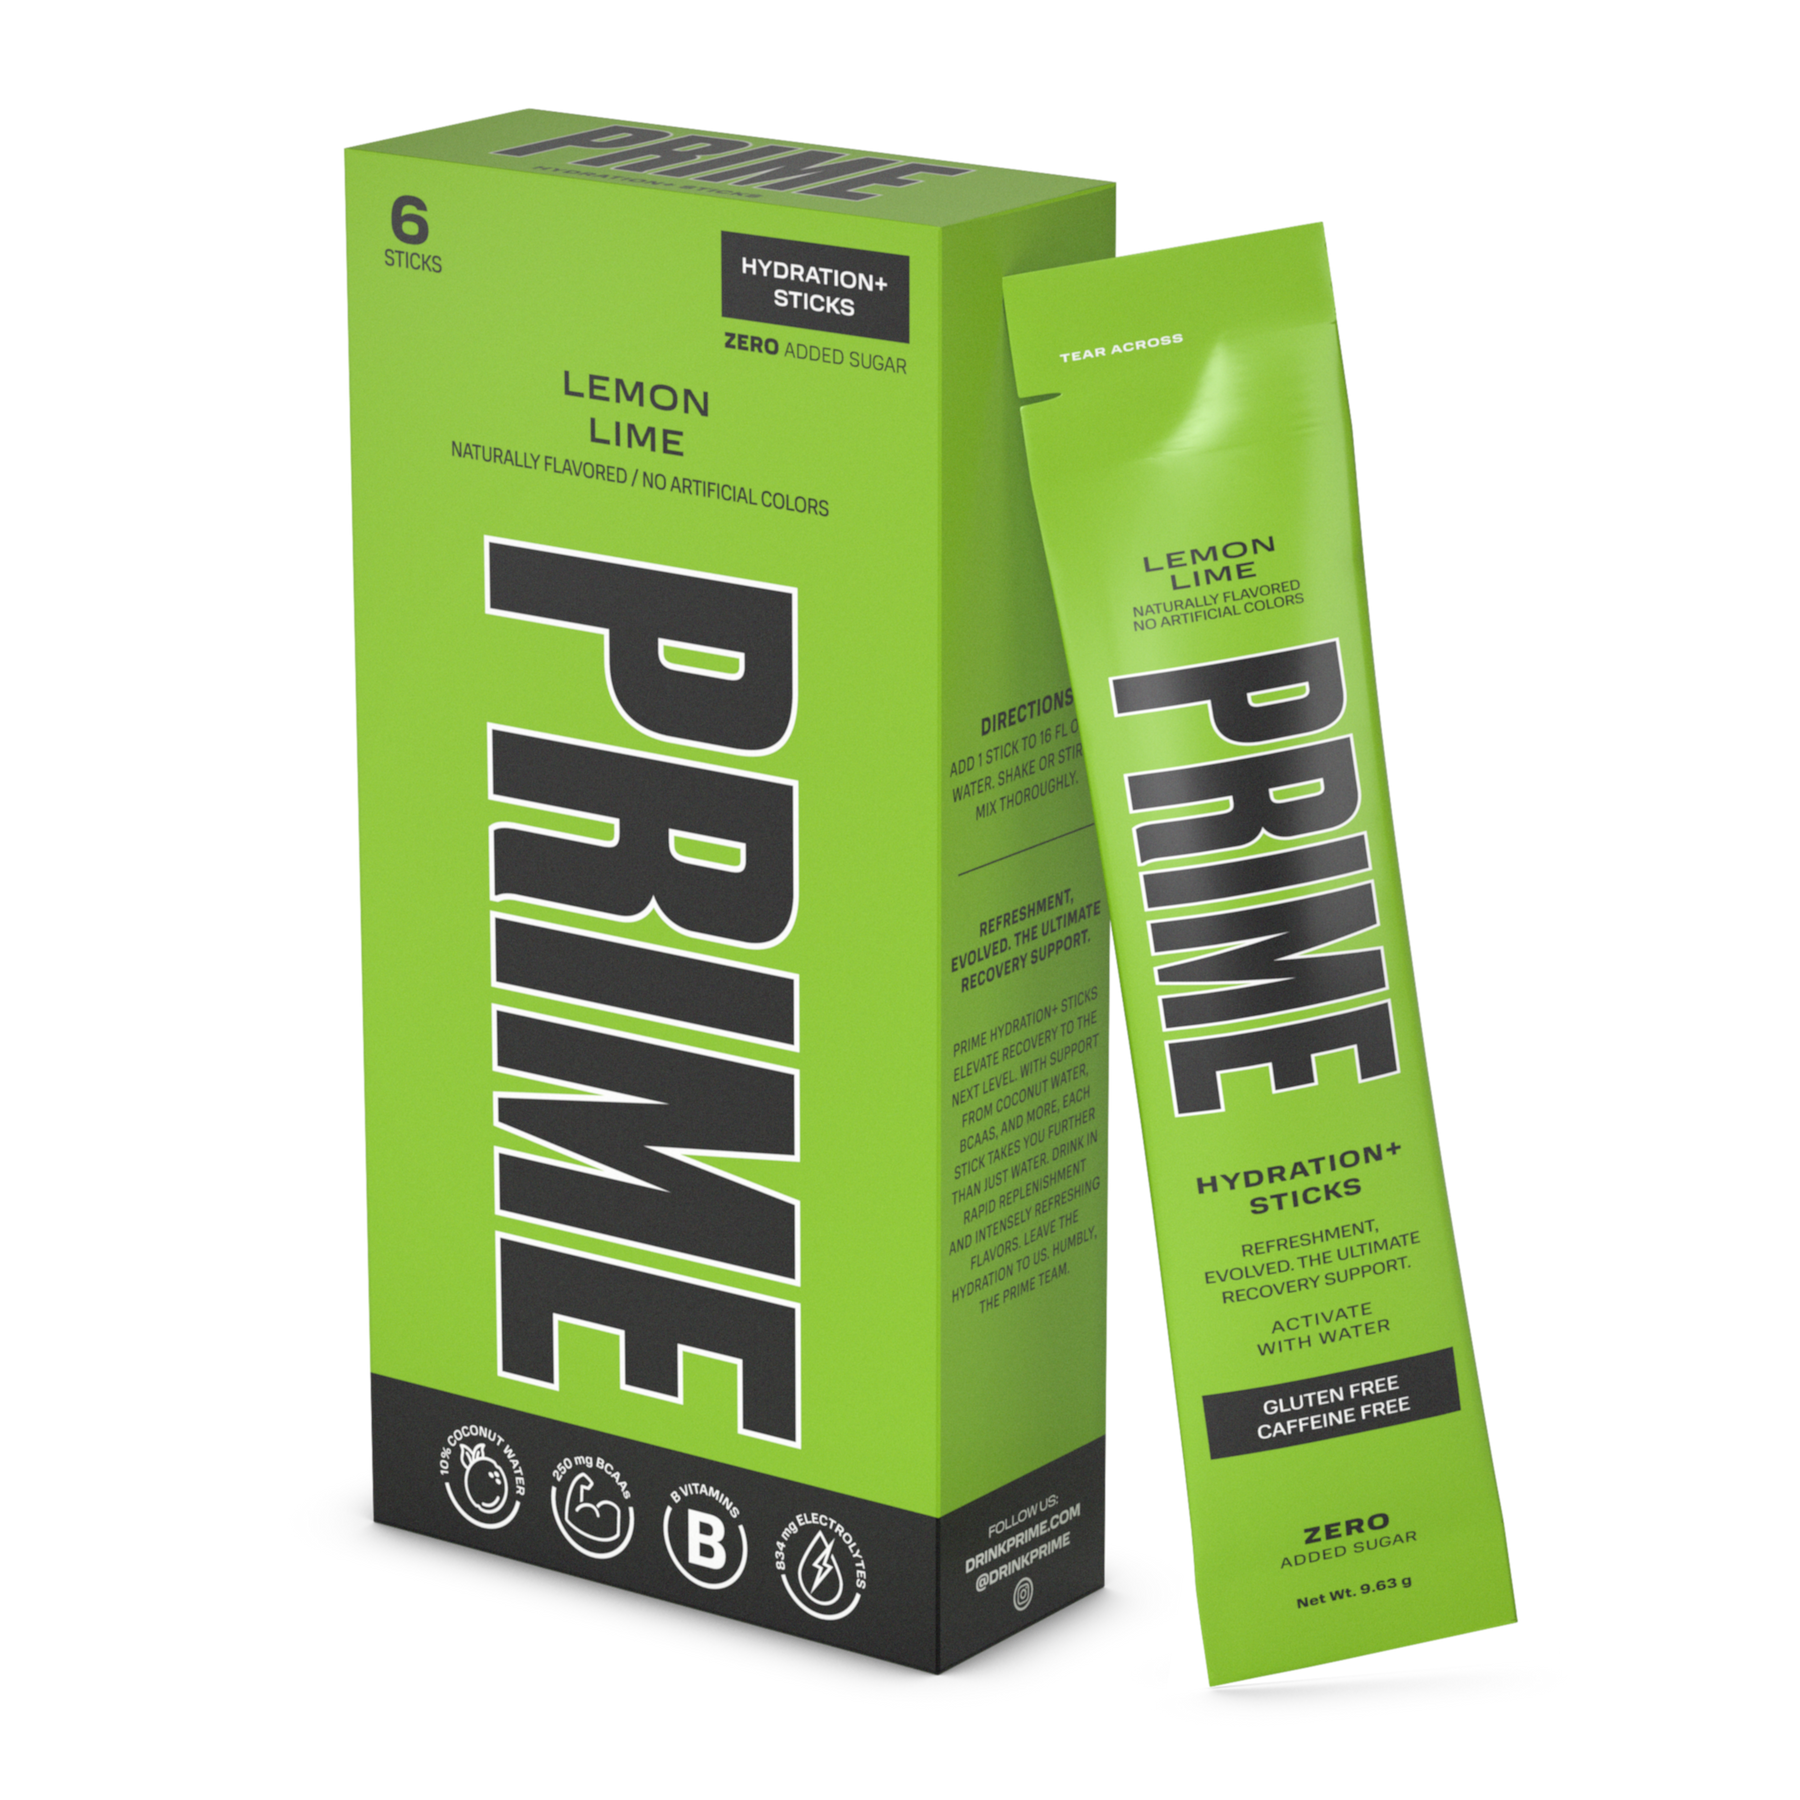 PRIME
HYDRATION+ STICKS
6
STICKS
HYDRATION+
STICKS
ZERO ADDED SUGAR
LEMON
LIME
NATURALLY FLAVORED / NO ARTIFICIAL COLORS
PRIME
10% COCONUT WATER
250 mg BCAAs
B VITAMINS
B
834 mg ELECTROLYTES
DIRECTIONS
ADD 1 STICK TO 16 FL
WATER. SHAKE OR STIR
MIX THOROUGHLY.
REFRESHMENT,
EVOLVED. THE ULTIMATE
RECOVERY SUPPORT.
PRIME HYDRATION+ STICKS
ELEVATE RECOVERY TO THE
NEXT LEVEL. WITH SUPPORT
FROM COCONUT WATER,
BCAAS, AND MORE, EACH
STICK TAKES YOU FURTHER
THAN JUST WATER. DRINK IN
RAPID REPLENISHMENT
AND INTENSELY REFRESHING
FLAVORS. LEAVE THE
HYDRATION TO US. HUMBLY,
THE PRIME TEAM.
FOLLOW US:
DRINKPRIME.COM
@DRINKPRIME
TEAR ACROSS
LEMON
LIME
NATURALLY FLAVORED
NO ARTIFICIAL COLORS
PRIME
HYDRATION+
STICKS
REFRESHMENT,
EVOLVED. THE ULTIMATE
RECOVERY SUPPORT.
ACTIVATE
WITH WATER
GLUTEN FREE
CAFFEINE FREE
ZERO
ADDED SUGAR
Net Wt. 9.63 g